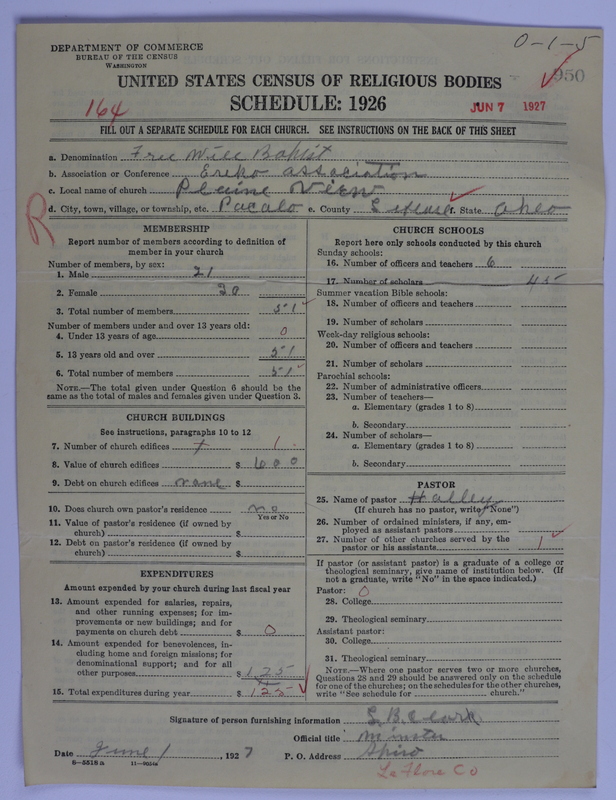 DEPARTMENT OF COMMERCE
BUREAU OF THE CENSUS
WASHINGTON
0-1-5
950
UNITED STATES CENSUS OF RELIGIOUS BODIES
164
SCHEDULE: 1926
JUN 7 1927
FILL OUT A SEPARATE SCHEDULE FOR EACH CHURCH. SEE INSTRUCTIONS ON THE BACK OF THIS SHEET
a. Denomination Free Will Baptist
b. Association or Conference association
c. Local name of church Plaine View
d. City, town, village, or township, etc. Pocalo e. County f. State
R
MEMBERSHIP
Report number of members according to definition of member in your church
Number of members, by sex:
1. Male 21
2. Female
3. Total number of members 51
Number of members under and over 13 years old:
4. Under 13 years of age 0
5. 13 years old and over 51
6. Total number of members 51
NOTE.—The total given under Question 6 should be the
same as the total of males and females given under Question 3.
CHURCH BUILDINGS
See instructions, paragraphs 10 to 12
7. Number of church edifices 1
8. Value of church edifices $ 600
9. Debt on church edifices none $
10. Does church own pastor's residence no
Yes or No
11. Value of pastor's residence (if owned by
church) $
12. Debt on pastor's residence (if owned by
church) $
EXPENDITURES
Amount expended by your church during last fiscal year
13. Amount expended for salaries, repairs,
and other running expenses; for im-
provements or new buildings; and for
payments on church debt $ 0
14. Amount expended for benevolences, in-
cluding home and foreign missions; for
denominational support; and for all
other purposes $ 125
15. Total expenditures during year $ 125
CHURCH SCHOOLS
Report here only schools conducted by this church
Sunday schools:
16. Number of officers and teachers 6
17. Number of scholars 45
Summer vacation Bible schools:
18. Number of officers and teachers
19. Number of scholars
Week-day religious schools:
20. Number of officers and teachers
21. Number of scholars
Parochial schools:
22. Number of administrative officers
23. Number of teachers—
a. Elementary (grades 1 to 8)
b. Secondary
24. Number of scholars—
a. Elementary (grades 1 to 8)
b. Secondary
PASTOR
25. Name of pastor Halley
(If church has no pastor, write "None")
26. Number of ordained ministers, if any, em-
ployed as assistant pastors
27. Number of other churches served by the
pastor or his assistants 1
If pastor (or assistant pastor) is a graduate of a college or
theological seminary, give name of institution below. (If
not a graduate, write "No" in the space indicated.)
Pastor: 0
28. College
29. Theological seminary
Assistant pastor:
30. College
31. Theological seminary
NOTE.—Where one pastor serves two or more churches,
Questions 28 and 29 should be answered only on the schedule
for one of the churches; on the schedules for the other churches,
write "See schedule for church."
Signature of person furnishing information Clark
Official title
Date June 1, 1927 P. O. Address Spiro
8-5518a 11-9054a
Le Flore Co